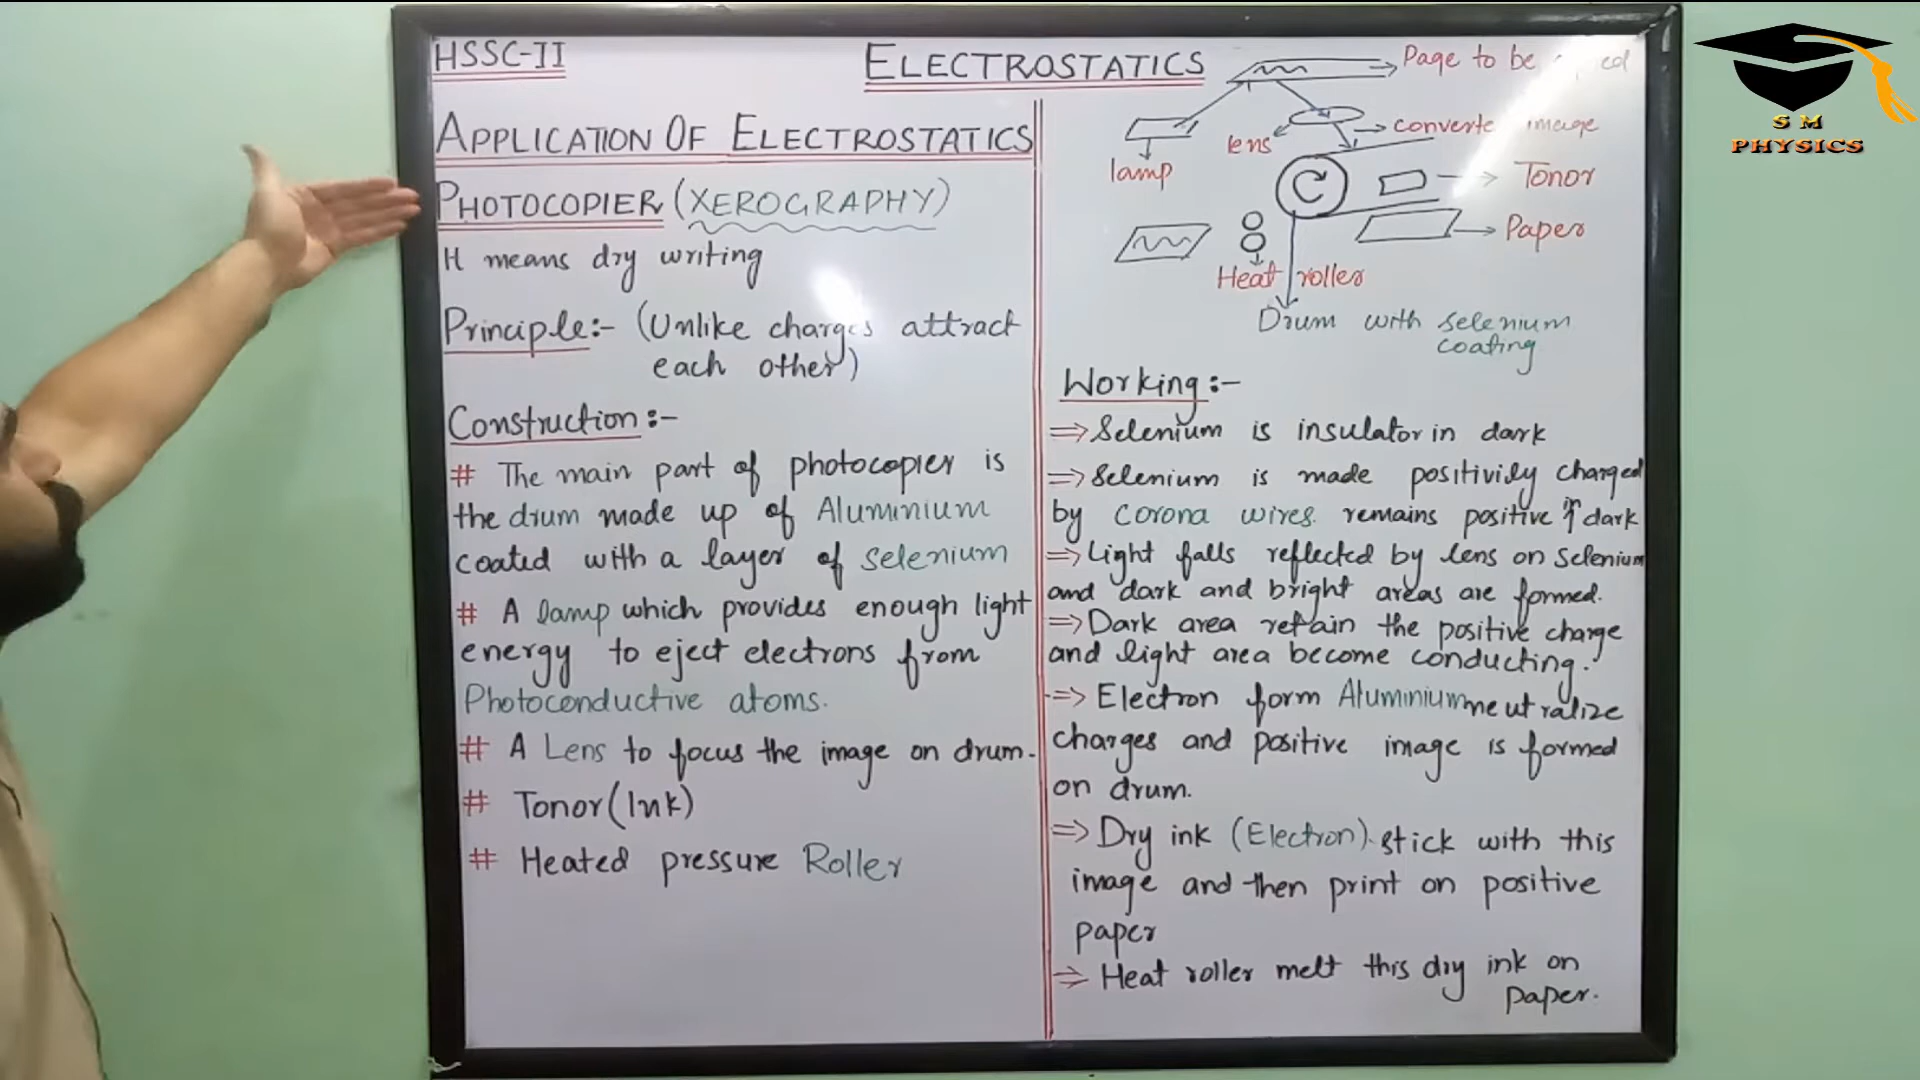 HSSC-II
ELECTROSTATICS
APPLICATION OF ELECTROSTATICS
PHOTOCOPIER (XEROGRAPHY)
It means dry writing
Principle:- (Unlike charges attract
each other)
Construction:-
# The main part of photocopier is
the drum made up of Aluminium
coated with a layer of selenium
# A lamp which provides enough light
energy to eject electrons from
Photoconductive atoms.
# A Lens to focus the image on drum.
# Tonor(Ink)
# Heated pressure Roller
Page to be
lens
converte image
lamp
Tonor
Paper
Heat roller
Drum with selenium
coating
Working:-
⇒ Selenium is insulator in dark
⇒ Selenium is made positively charged
by corona wires. remains positive in dark
⇒ Light falls reflected by lens on selenium
and dark and bright areas are formed.
⇒ Dark area retain the positive charge
and light area become conducting.
⇒ Electron form Aluminium neutralize
charges and positive image is formed
on drum.
⇒ Dry ink (Electron). stick with this
image and then print on positive
paper
⇒ Heat roller melt this dry ink on
paper.
S M
PHYSICS